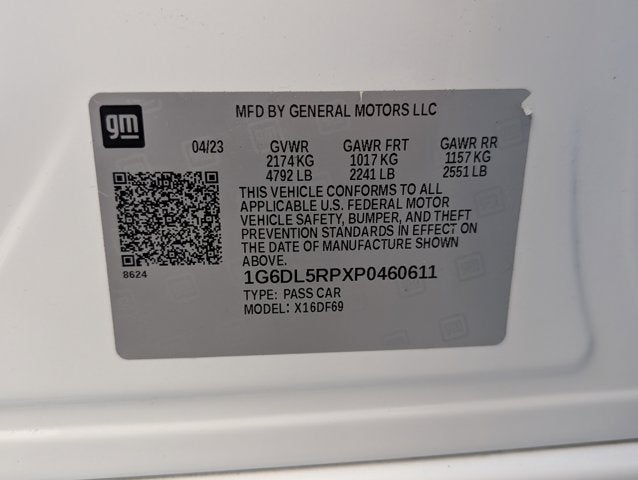 gm
MFD BY GENERAL MOTORS LLC
04/23 GVWR GAWR FRT GAWR RR
2174 KG 1017 KG 1157 KG
4792 LB 2241 LB 2551 LB
THIS VEHICLE CONFORMS TO ALL
APPLICABLE U.S. FEDERAL MOTOR
VEHICLE SAFETY, BUMPER, AND THEFT
PREVENTION STANDARDS IN EFFECT ON
THE DATE OF MANUFACTURE SHOWN
ABOVE.
8624
1G6DL5RPXP0460611
TYPE: PASS CAR
MODEL: X16DF69